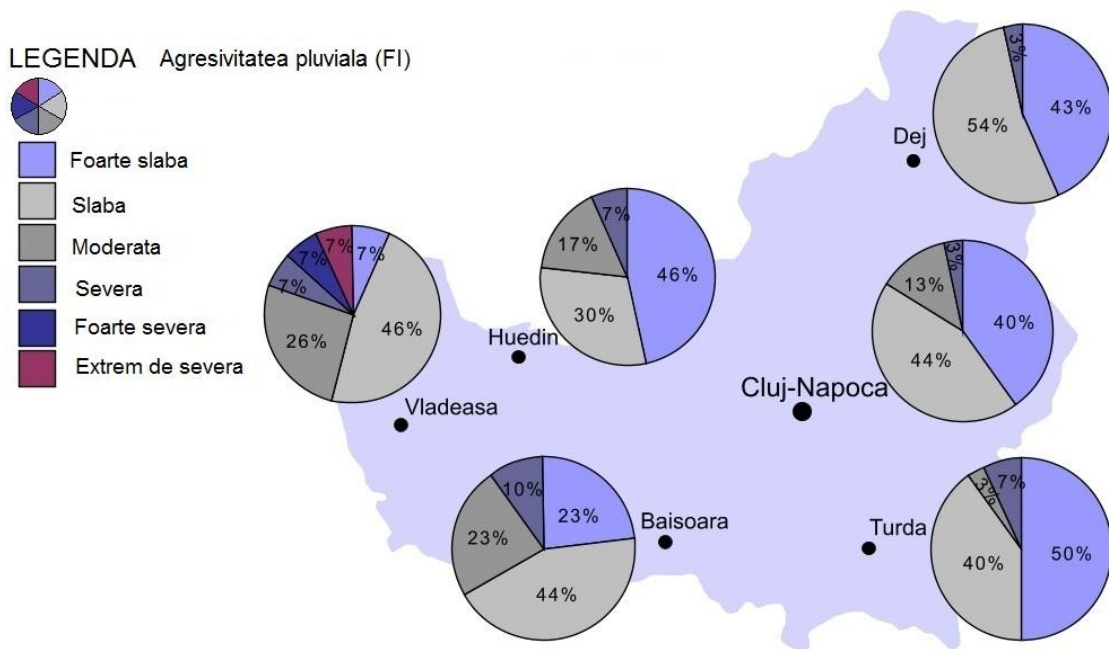 LEGENDA Agresivitatea pluviala (FI)
Foarte slaba
Slaba
Moderata
Severa
Foarte severa
Extrem de severa
3%
43%
54%
Dej
7%
46%
17%
30%
Huedin
7%
7%
7%
7%
26%
46%
Vladeasa
3%
13%
40%
44%
Cluj-Napoca
10%
23%
23%
44%
Baisoara
7%
3%
40%
50%
Turda